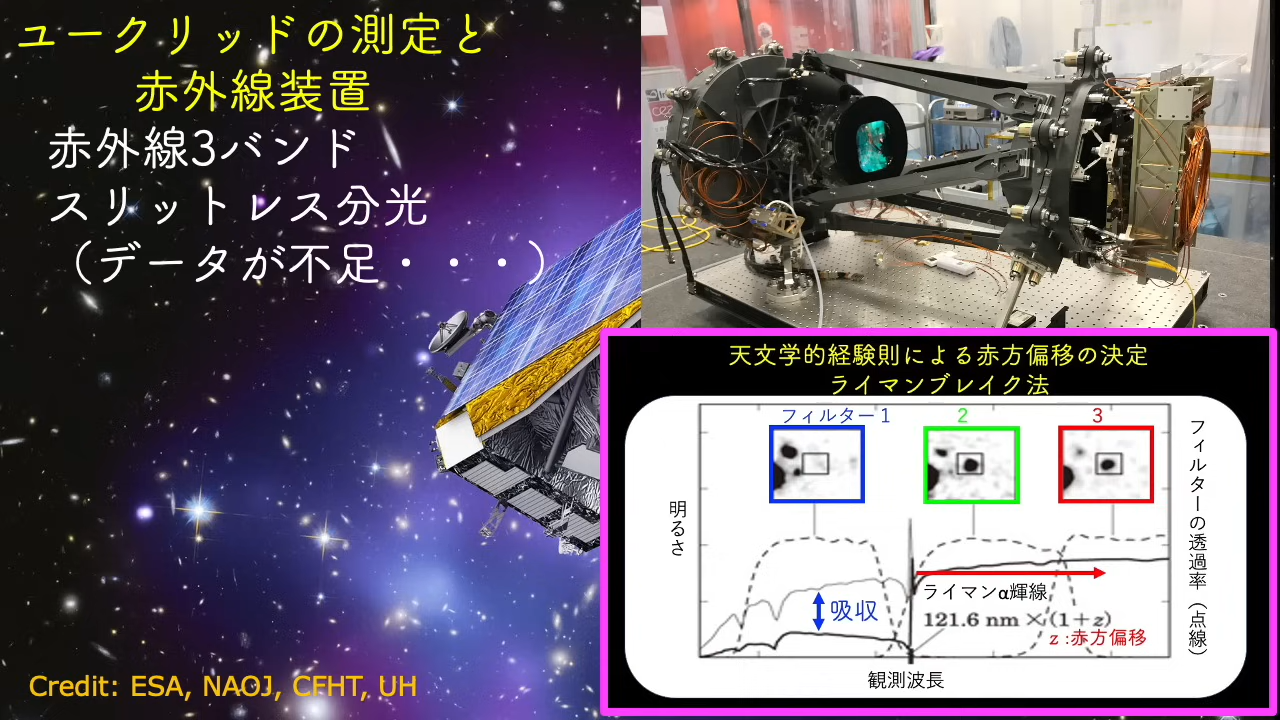 ユークリッドの測定と
赤外線装置
赤外線3バンド
スリットレス分光
（データが不足・・・）
天文学的経験則による赤方偏移の決定
ライマンブレイク法
フィルター 1
2
3
明るさ
フィルターの透過率（点線）
ライマンα輝線
吸収
121.6 nm × (1+z)
z :赤方偏移
観測波長
Credit: ESA, NAOJ, CFHT, UH